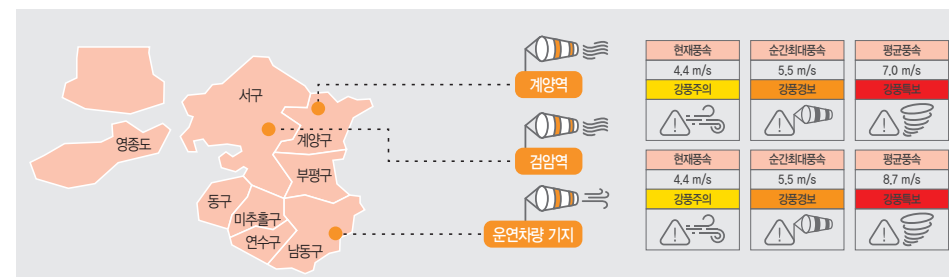 서구
계양구
영종도
부평구
동구
미추홀구
연수구
남동구
계양역
검암역
운연차량 기지
현재풍속 순간최대풍속 평균풍속
4.4 m/s 5.5 m/s 7.0 m/s
강풍주의 강풍경보 강풍특보
현재풍속 순간최대풍속 평균풍속
4.4 m/s 5.5 m/s 8.7 m/s
강풍주의 강풍경보 강풍특보